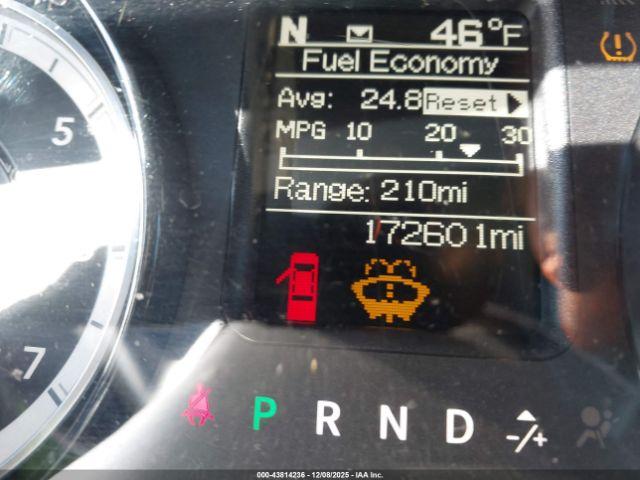 N 46°F
Fuel Economy
Avg: 24.8 Reset
MPG 10 20 30
Range: 210mi
172601mi
5
7
P R N D -/+
000-43814236 - 12/08/2025 - IAA Inc.